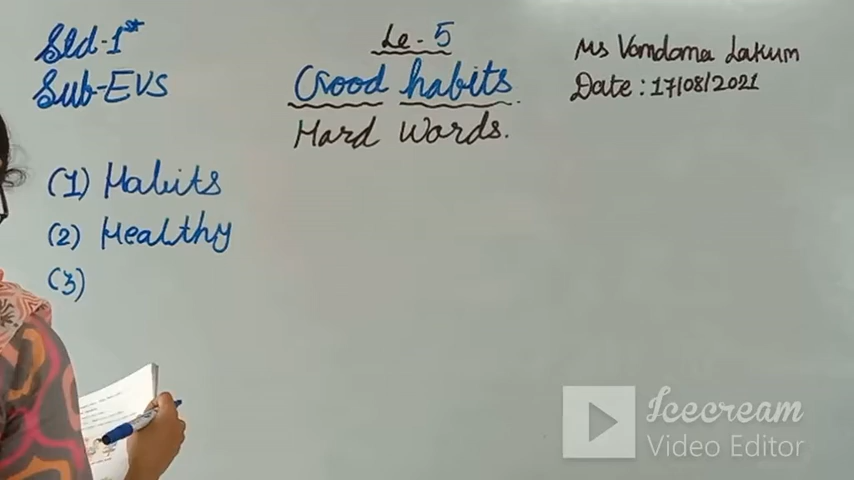 Std-1st
Sub-EVS
Le-5
Good habits.
Hard Words.
Ms Vandana Lakum
Date: 17/08/2021
(1) Habits
(2) Healthy
(3)
Icecream
Video Editor